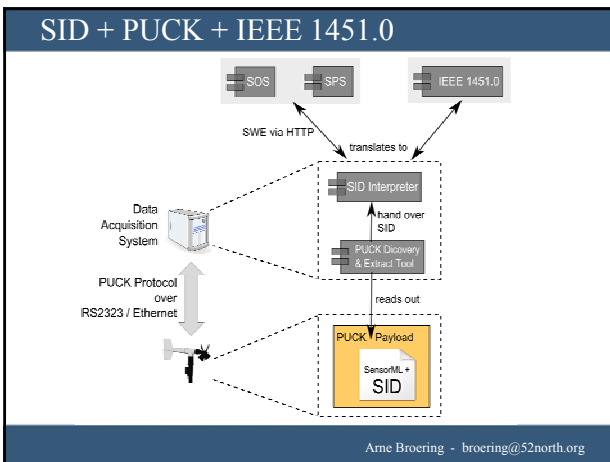 SID + PUCK + IEEE 1451.0
SOS
SPS
IEEE 1451.0
SWE via HTTP
translates to
SID Interpreter
Data
Acquisition
System
hand over
SID
PUCK Dicovery
& Extract Tool
PUCK Protocol
over
RS2323 / Ethernet
reads out
PUCK Payload
SensorML +
SID
Arne Broering - broering@52north.org